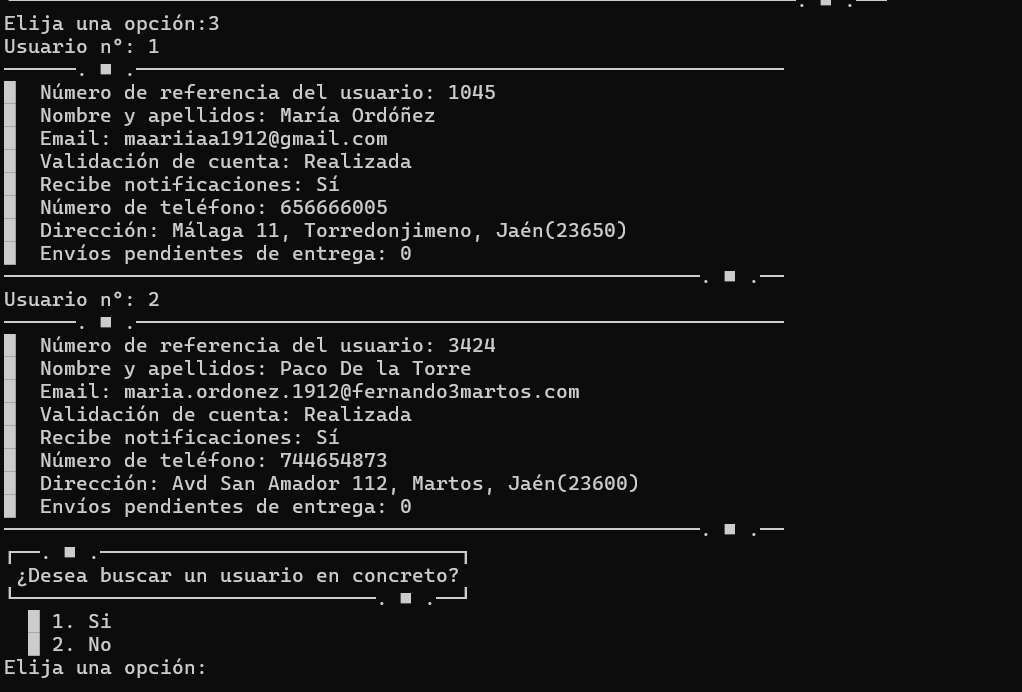 Elija una opción:3
Usuario n°: 1
Número de referencia del usuario: 1045
Nombre y apellidos: María Ordóñez
Email: maariiaa1912@gmail.com
Validación de cuenta: Realizada
Recibe notificaciones: Sí
Número de teléfono: 656666005
Dirección: Málaga 11, Torredonjimeno, Jaén(23650)
Envíos pendientes de entrega: 0
Usuario n°: 2
Número de referencia del usuario: 3424
Nombre y apellidos: Paco De la Torre
Email: maria.ordonez.1912@fernando3martos.com
Validación de cuenta: Realizada
Recibe notificaciones: Sí
Número de teléfono: 744654873
Dirección: Avd San Amador 112, Martos, Jaén(23600)
Envíos pendientes de entrega: 0
¿Desea buscar un usuario en concreto?
1. Si
2. No
Elija una opción: